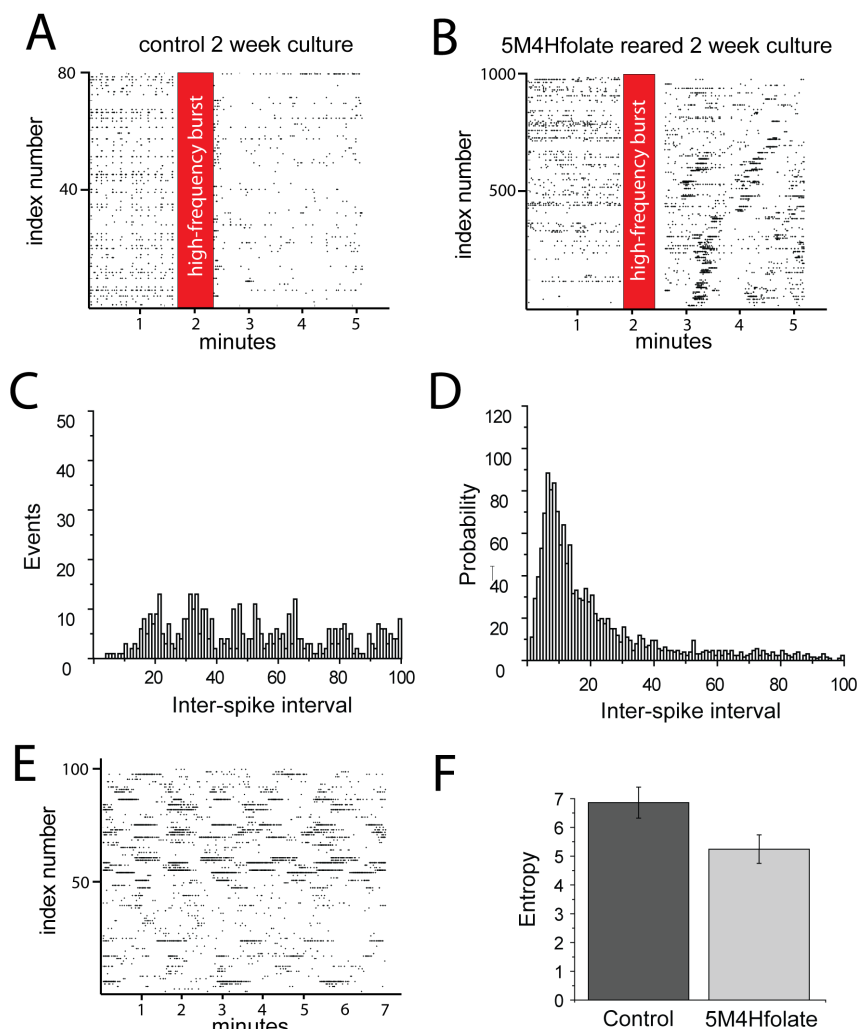 A
control 2 week culture
80
40
index number
high-frequency burst
1 2 3 4 5
minutes
B
5M4Hfolate reared 2 week culture
1000
500
index number
high-frequency burst
1 2 3 4 5
minutes
C
50
40
30
20
10
0
Events
20 40 60 80 100
Inter-spike interval
D
120
100
80
60
40
20
0
Probability
20 40 60 80 100
Inter-spike interval
E
100
50
index number
1 2 3 4 5 6 7
minutes
F
7
6
5
4
3
2
1
0
Entropy
Control 5M4Hfolate